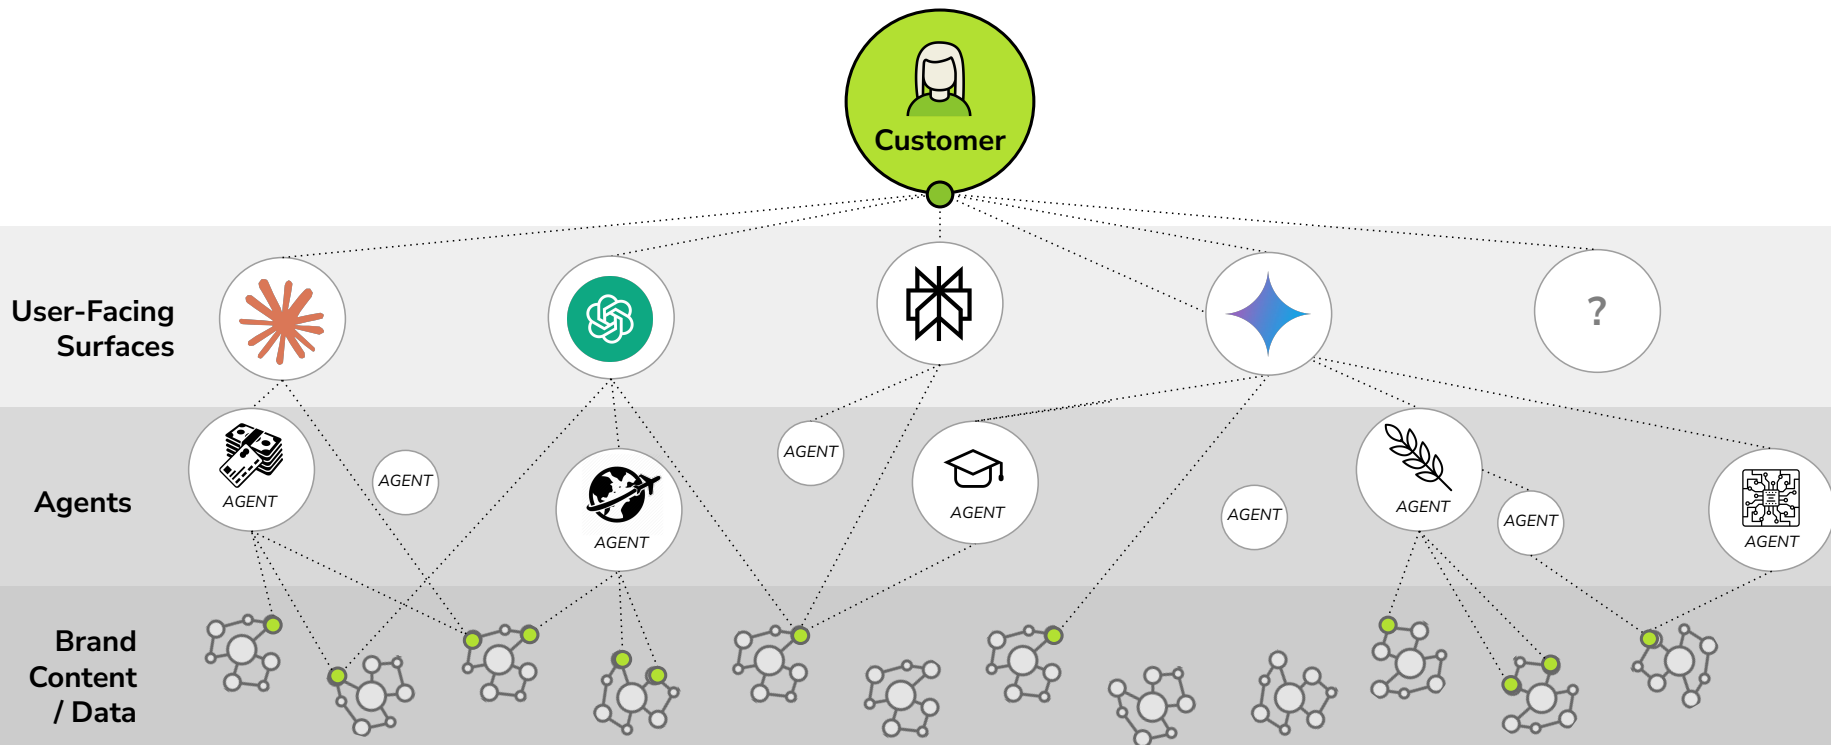 Customer
User-Facing
Surfaces
?
Agents
AGENT
AGENT
AGENT
AGENT
AGENT
AGENT
AGENT
AGENT
AGENT
Brand
Content
/ Data